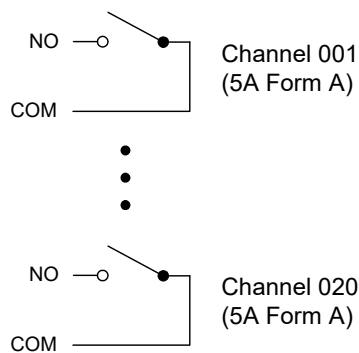 NO
Channel 001
(5A Form A)
COM
NO
Channel 020
(5A Form A)
COM